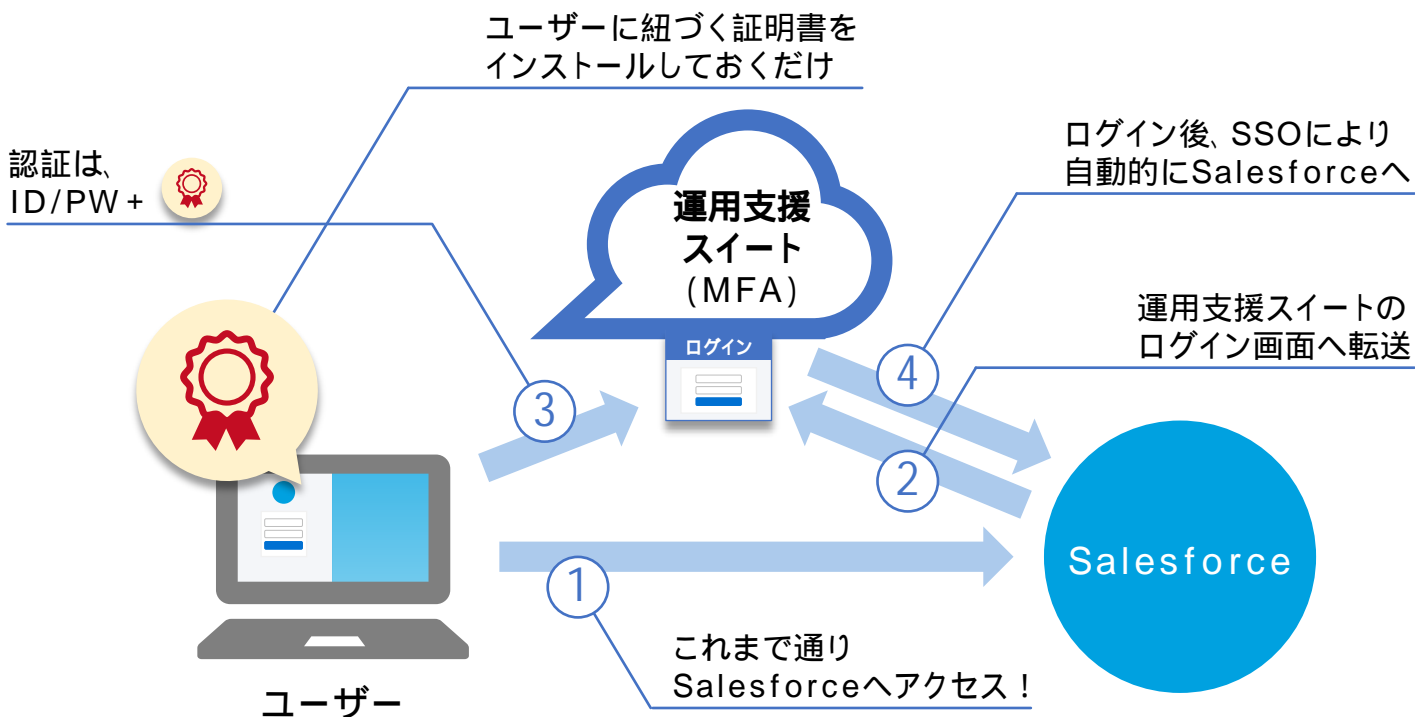 ユーザーに紐づく証明書を
インストールしておくだけ
認証は、
ID/PW +
運用支援
スイート
(MFA)
ログイン後、SSOにより
自動的にSalesforceへ
運用支援スイートの
ログイン画面へ転送
ログイン
4
3
2
Salesforce
1
これまで通り
Salesforceへアクセス！
ユーザー